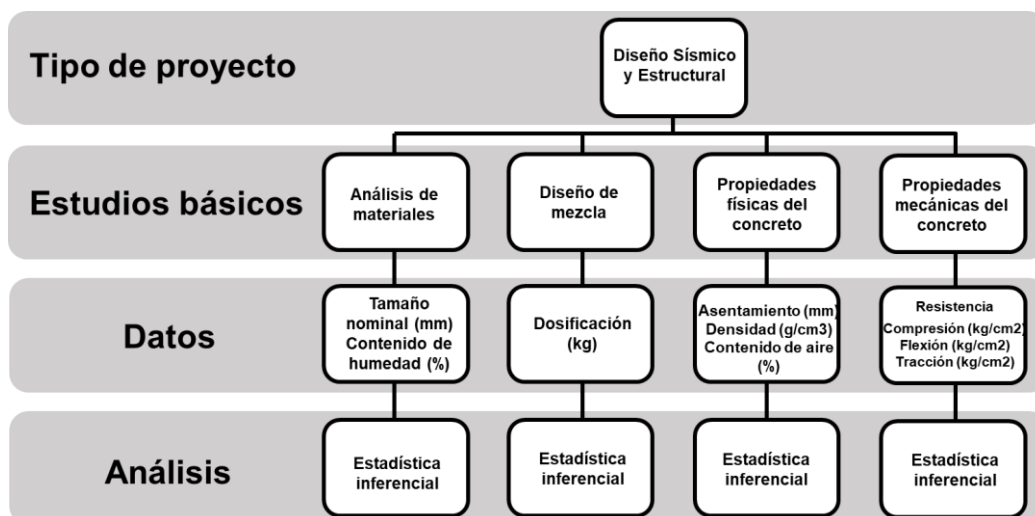 Tipo de proyecto
Diseño Sísmico
y Estructural
Estudios básicos
Análisis de
materiales
Diseño de
mezcla
Propiedades
físicas del
concreto
Propiedades
mecánicas del
concreto
Datos
Tamaño
nominal (mm)
Contenido de
humedad (%)
Dosificación
(kg)
Asentamiento (mm)
Densidad (g/cm3)
Contenido de aire
(%)
Resistencia
Compresión (kg/cm2)
Flexión (kg/cm2)
Tracción (kg/cm2)
Análisis
Estadística
inferencial
Estadística
inferencial
Estadística
inferencial
Estadística
inferencial